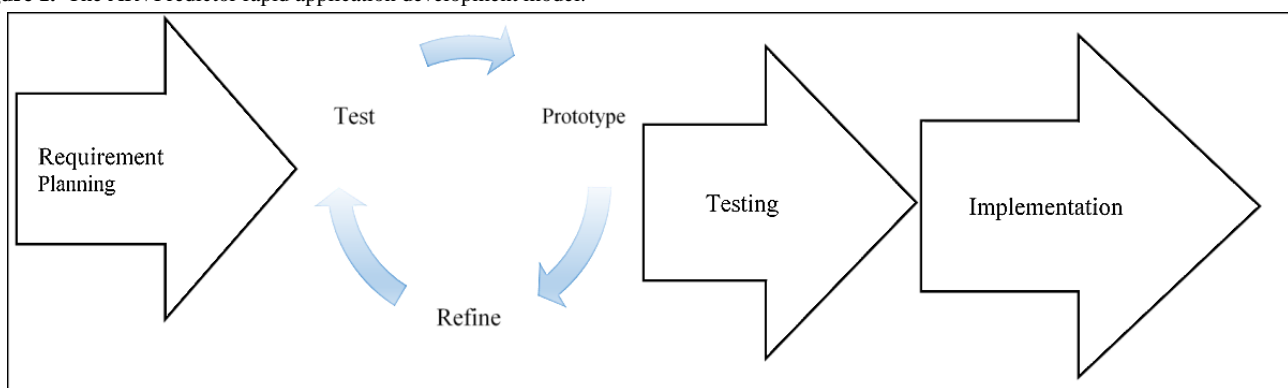 Test
Prototype
Requirement
Planning
Testing
Implementation
Refine